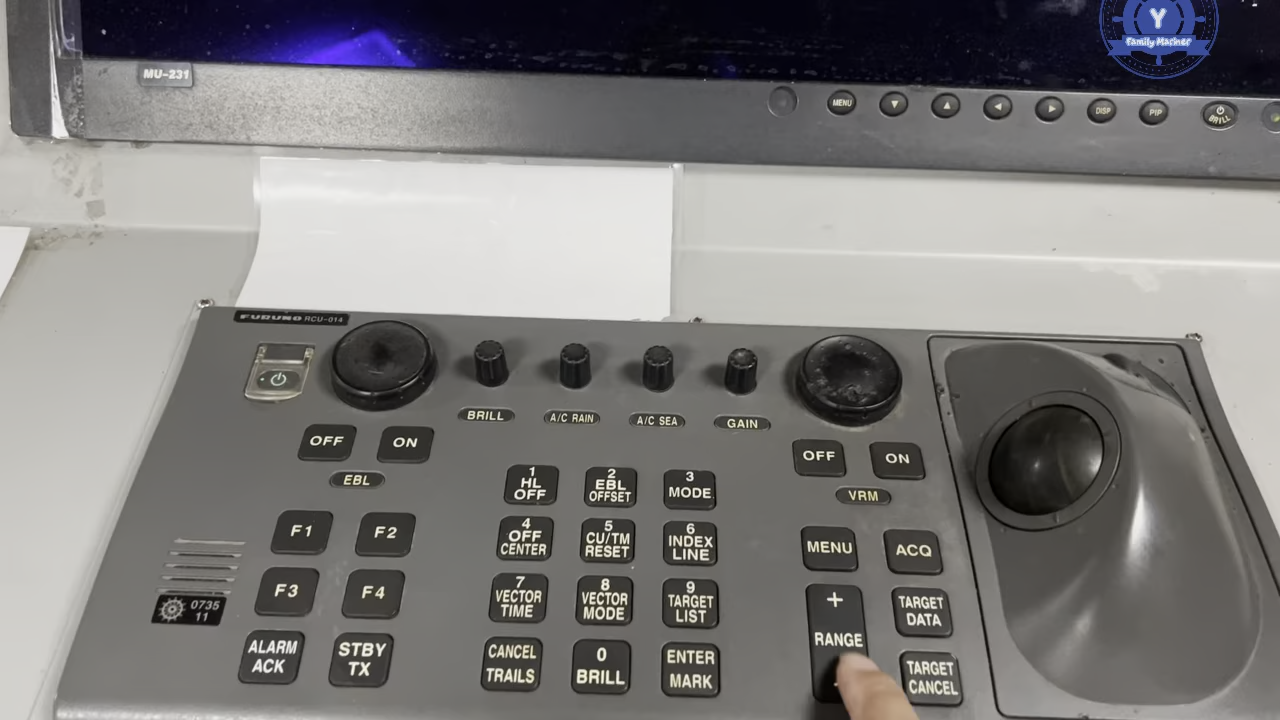 Y
Family Mariner
MU-231
MENU
DISP
PIP
BRILL
FURUNO RCU-014
BRILL
A/C RAIN
A/C SEA
GAIN
OFF
ON
EBL
OFF
ON
VRM
1
HL
OFF
2
EBL
OFFSET
3
MODE
F1
F2
4
OFF
CENTER
5
CU/TM
RESET
6
INDEX
LINE
MENU
ACQ
F3
F4
7
VECTOR
TIME
8
VECTOR
MODE
9
TARGET
LIST
+
RANGE
TARGET
DATA
0735
11
ALARM
ACK
STBY
TX
CANCEL
TRAILS
0
BRILL
ENTER
MARK
TARGET
CANCEL